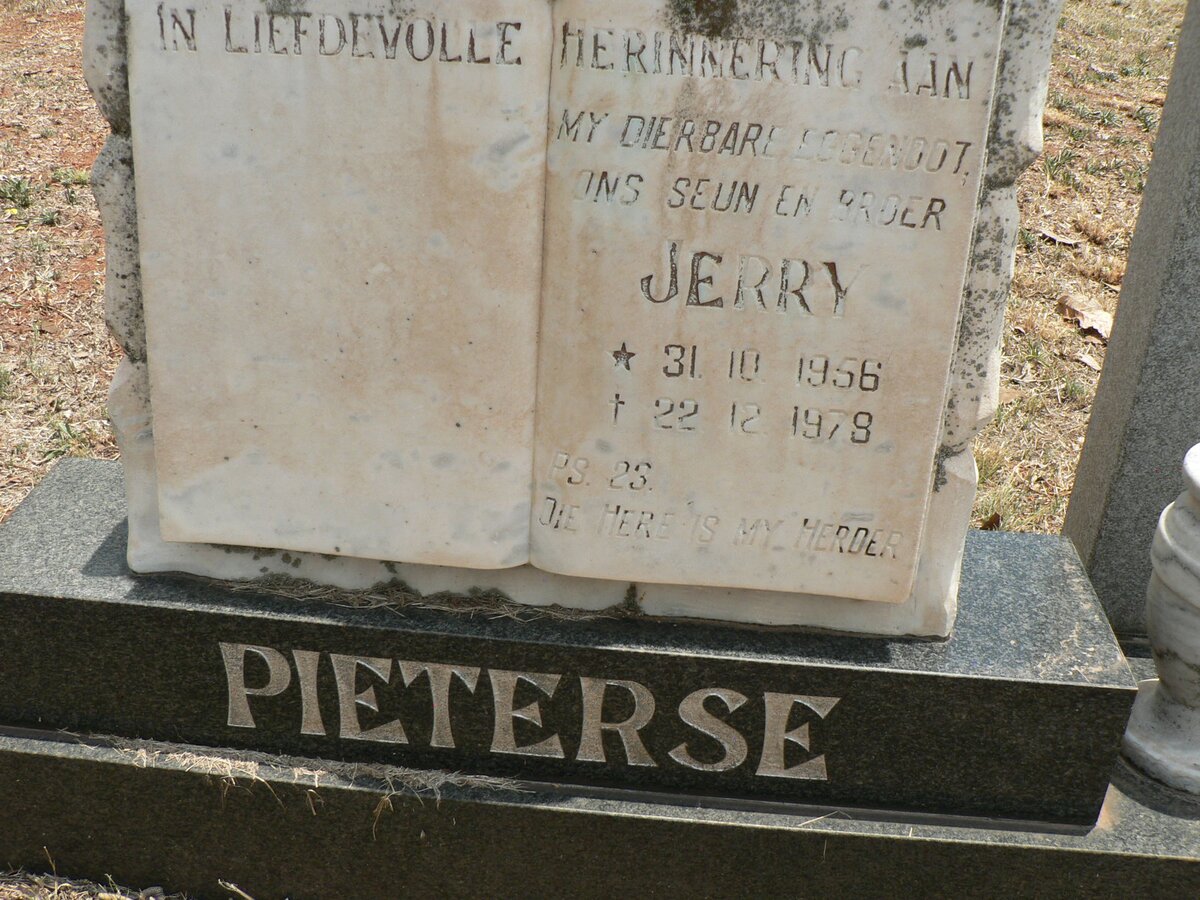 IN LIEFDEVOLLE HERINNERING AAN
MY DIERBARE EGGENOOT,
ONS SEUN EN BROER
JERRY
★ 31. 10. 1956
† 22. 12. 1978
PS. 23.
DIE HERE IS MY HERDER
PIETERSE